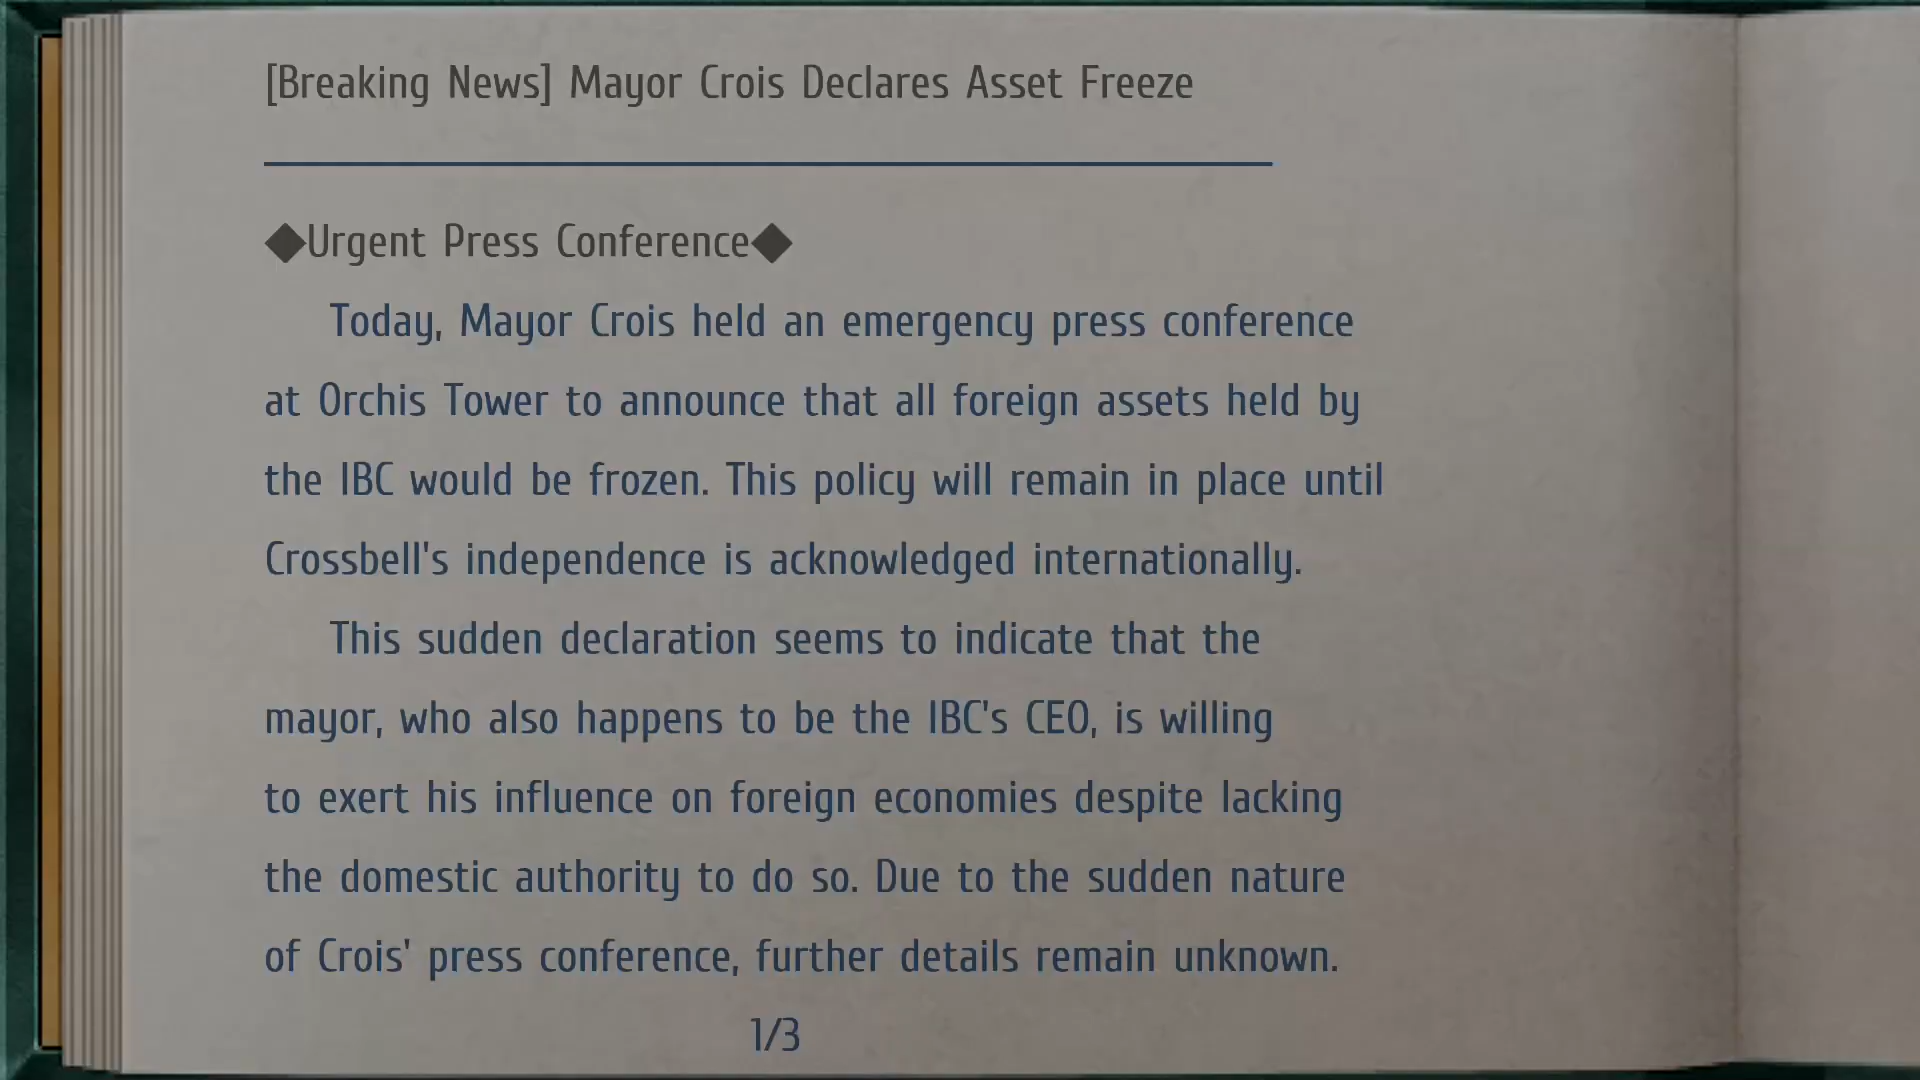 [Breaking News] Mayor Crois Declares Asset Freeze
◆Urgent Press Conference◆
Today, Mayor Crois held an emergency press conference
at Orchis Tower to announce that all foreign assets held by
the IBC would be frozen. This policy will remain in place until
Crossbell's independence is acknowledged internationally.
This sudden declaration seems to indicate that the
mayor, who also happens to be the IBC's CEO, is willing
to exert his influence on foreign economies despite lacking
the domestic authority to do so. Due to the sudden nature
of Crois' press conference, further details remain unknown.
1/3